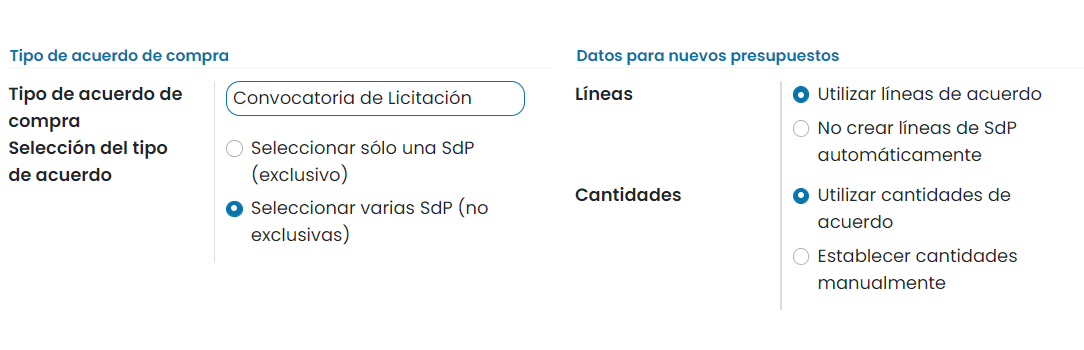 Tipo de acuerdo de compra
Tipo de acuerdo de
compra
Convocatoria de Licitación
Selección del tipo
de acuerdo
Seleccionar sólo una SdP
(exclusivo)
Seleccionar varias SdP (no
exclusivas)
Datos para nuevos presupuestos
Líneas
Utilizar líneas de acuerdo
No crear líneas de SdP
automáticamente
Cantidades
Utilizar cantidades de
acuerdo
Establecer cantidades
manualmente